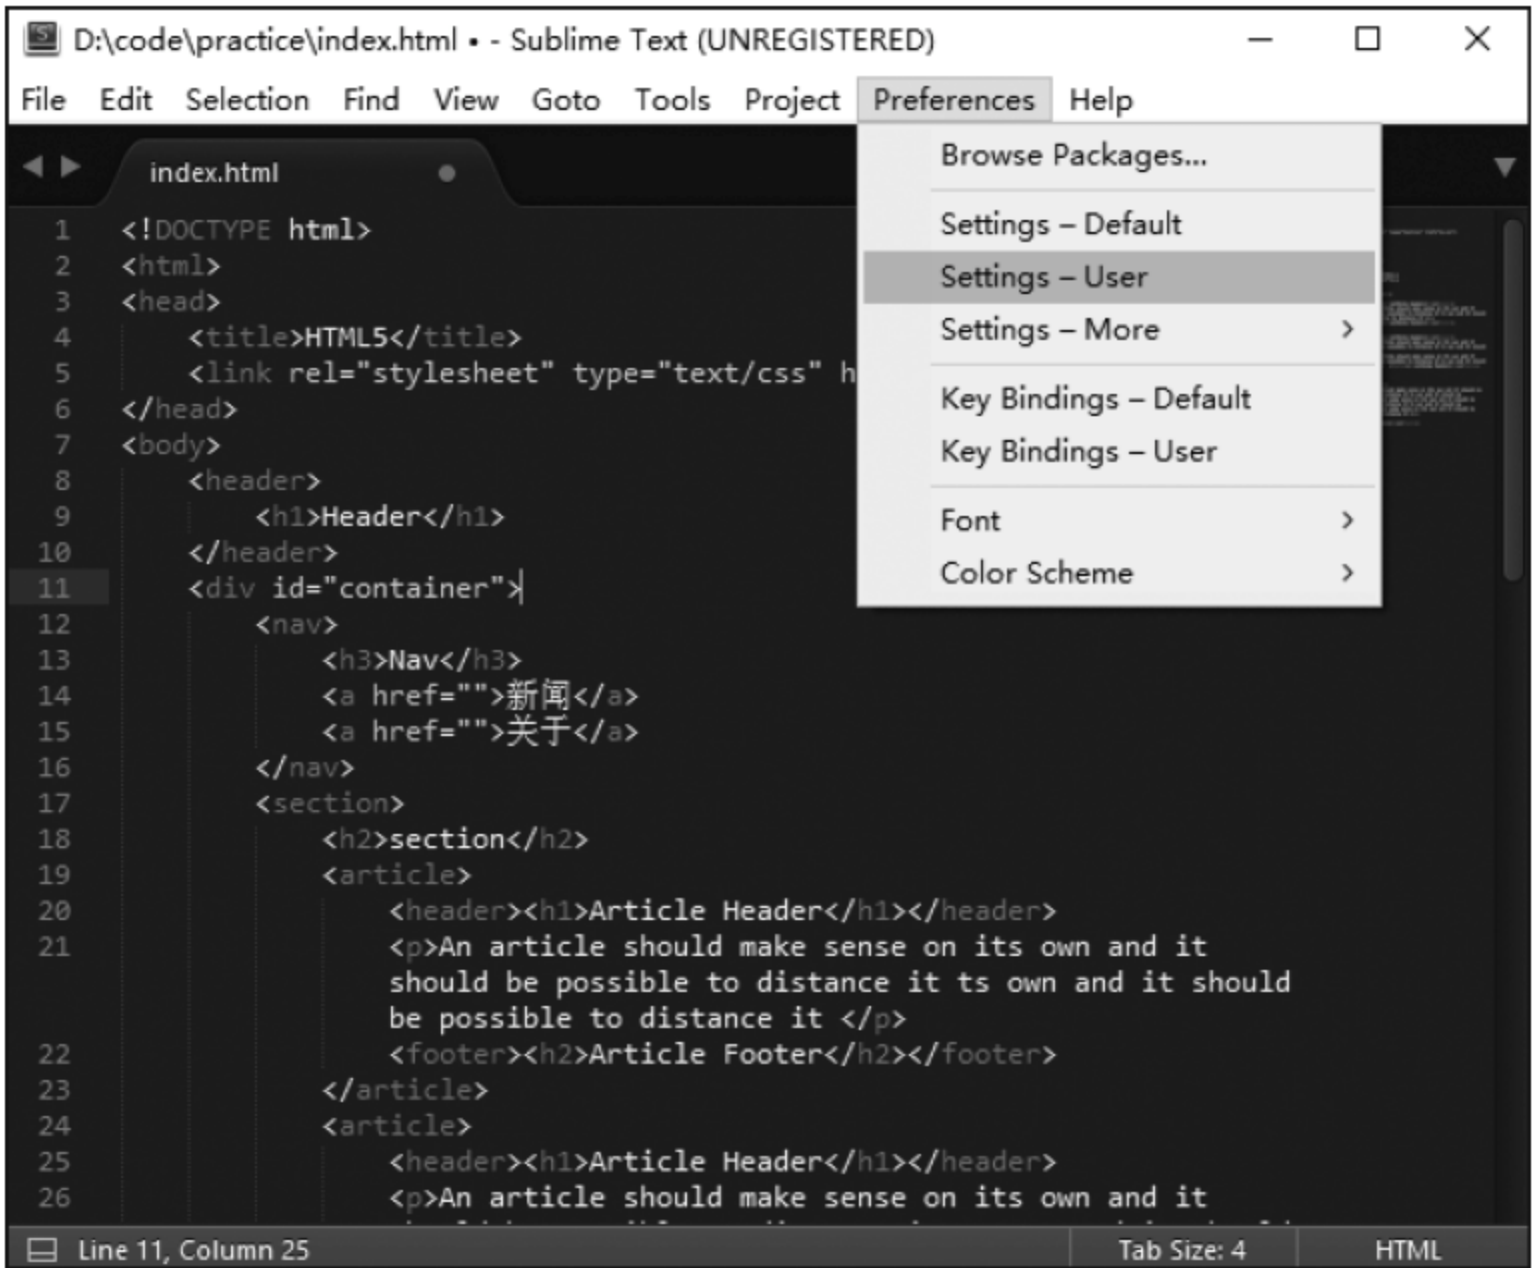 D:\code\practice\index.html • - Sublime Text (UNREGISTERED)
File Edit Selection Find View Goto Tools Project Preferences Help
index.html
Browse Packages...
Settings – Default
Settings – User
Settings – More
Key Bindings – Default
Key Bindings – User
Font
Color Scheme
1 <!DOCTYPE html>
2 <html>
3 <head>
4 <title>HTML5</title>
5 <link rel="stylesheet" type="text/css" h
6 </head>
7 <body>
8 <header>
9 <h1>Header</h1>
10 </header>
11 <div id="container">
12 <nav>
13 <h3>Nav</h3>
14 <a href="">新闻</a>
15 <a href="">关于</a>
16 </nav>
17 <section>
18 <h2>section</h2>
19 <article>
20 <header><h1>Article Header</h1></header>
21 <p>An article should make sense on its own and it
should be possible to distance it ts own and it should
be possible to distance it </p>
22 <footer><h2>Article Footer</h2></footer>
23 </article>
24 <article>
25 <header><h1>Article Header</h1></header>
26 <p>An article should make sense on its own and it
Line 11, Column 25 Tab Size: 4 HTML